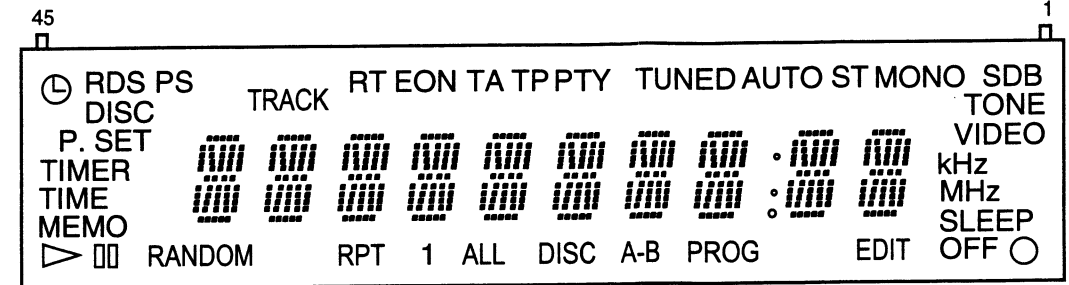 45 1
RDS PS RT EON TA TP PTY TUNED AUTO ST MONO SDB
DISC TRACK TONE
P. SET VIDEO
TIMER kHz
TIME MHz
MEMO SLEEP
RANDOM RPT 1 ALL DISC A-B PROG EDIT OFF